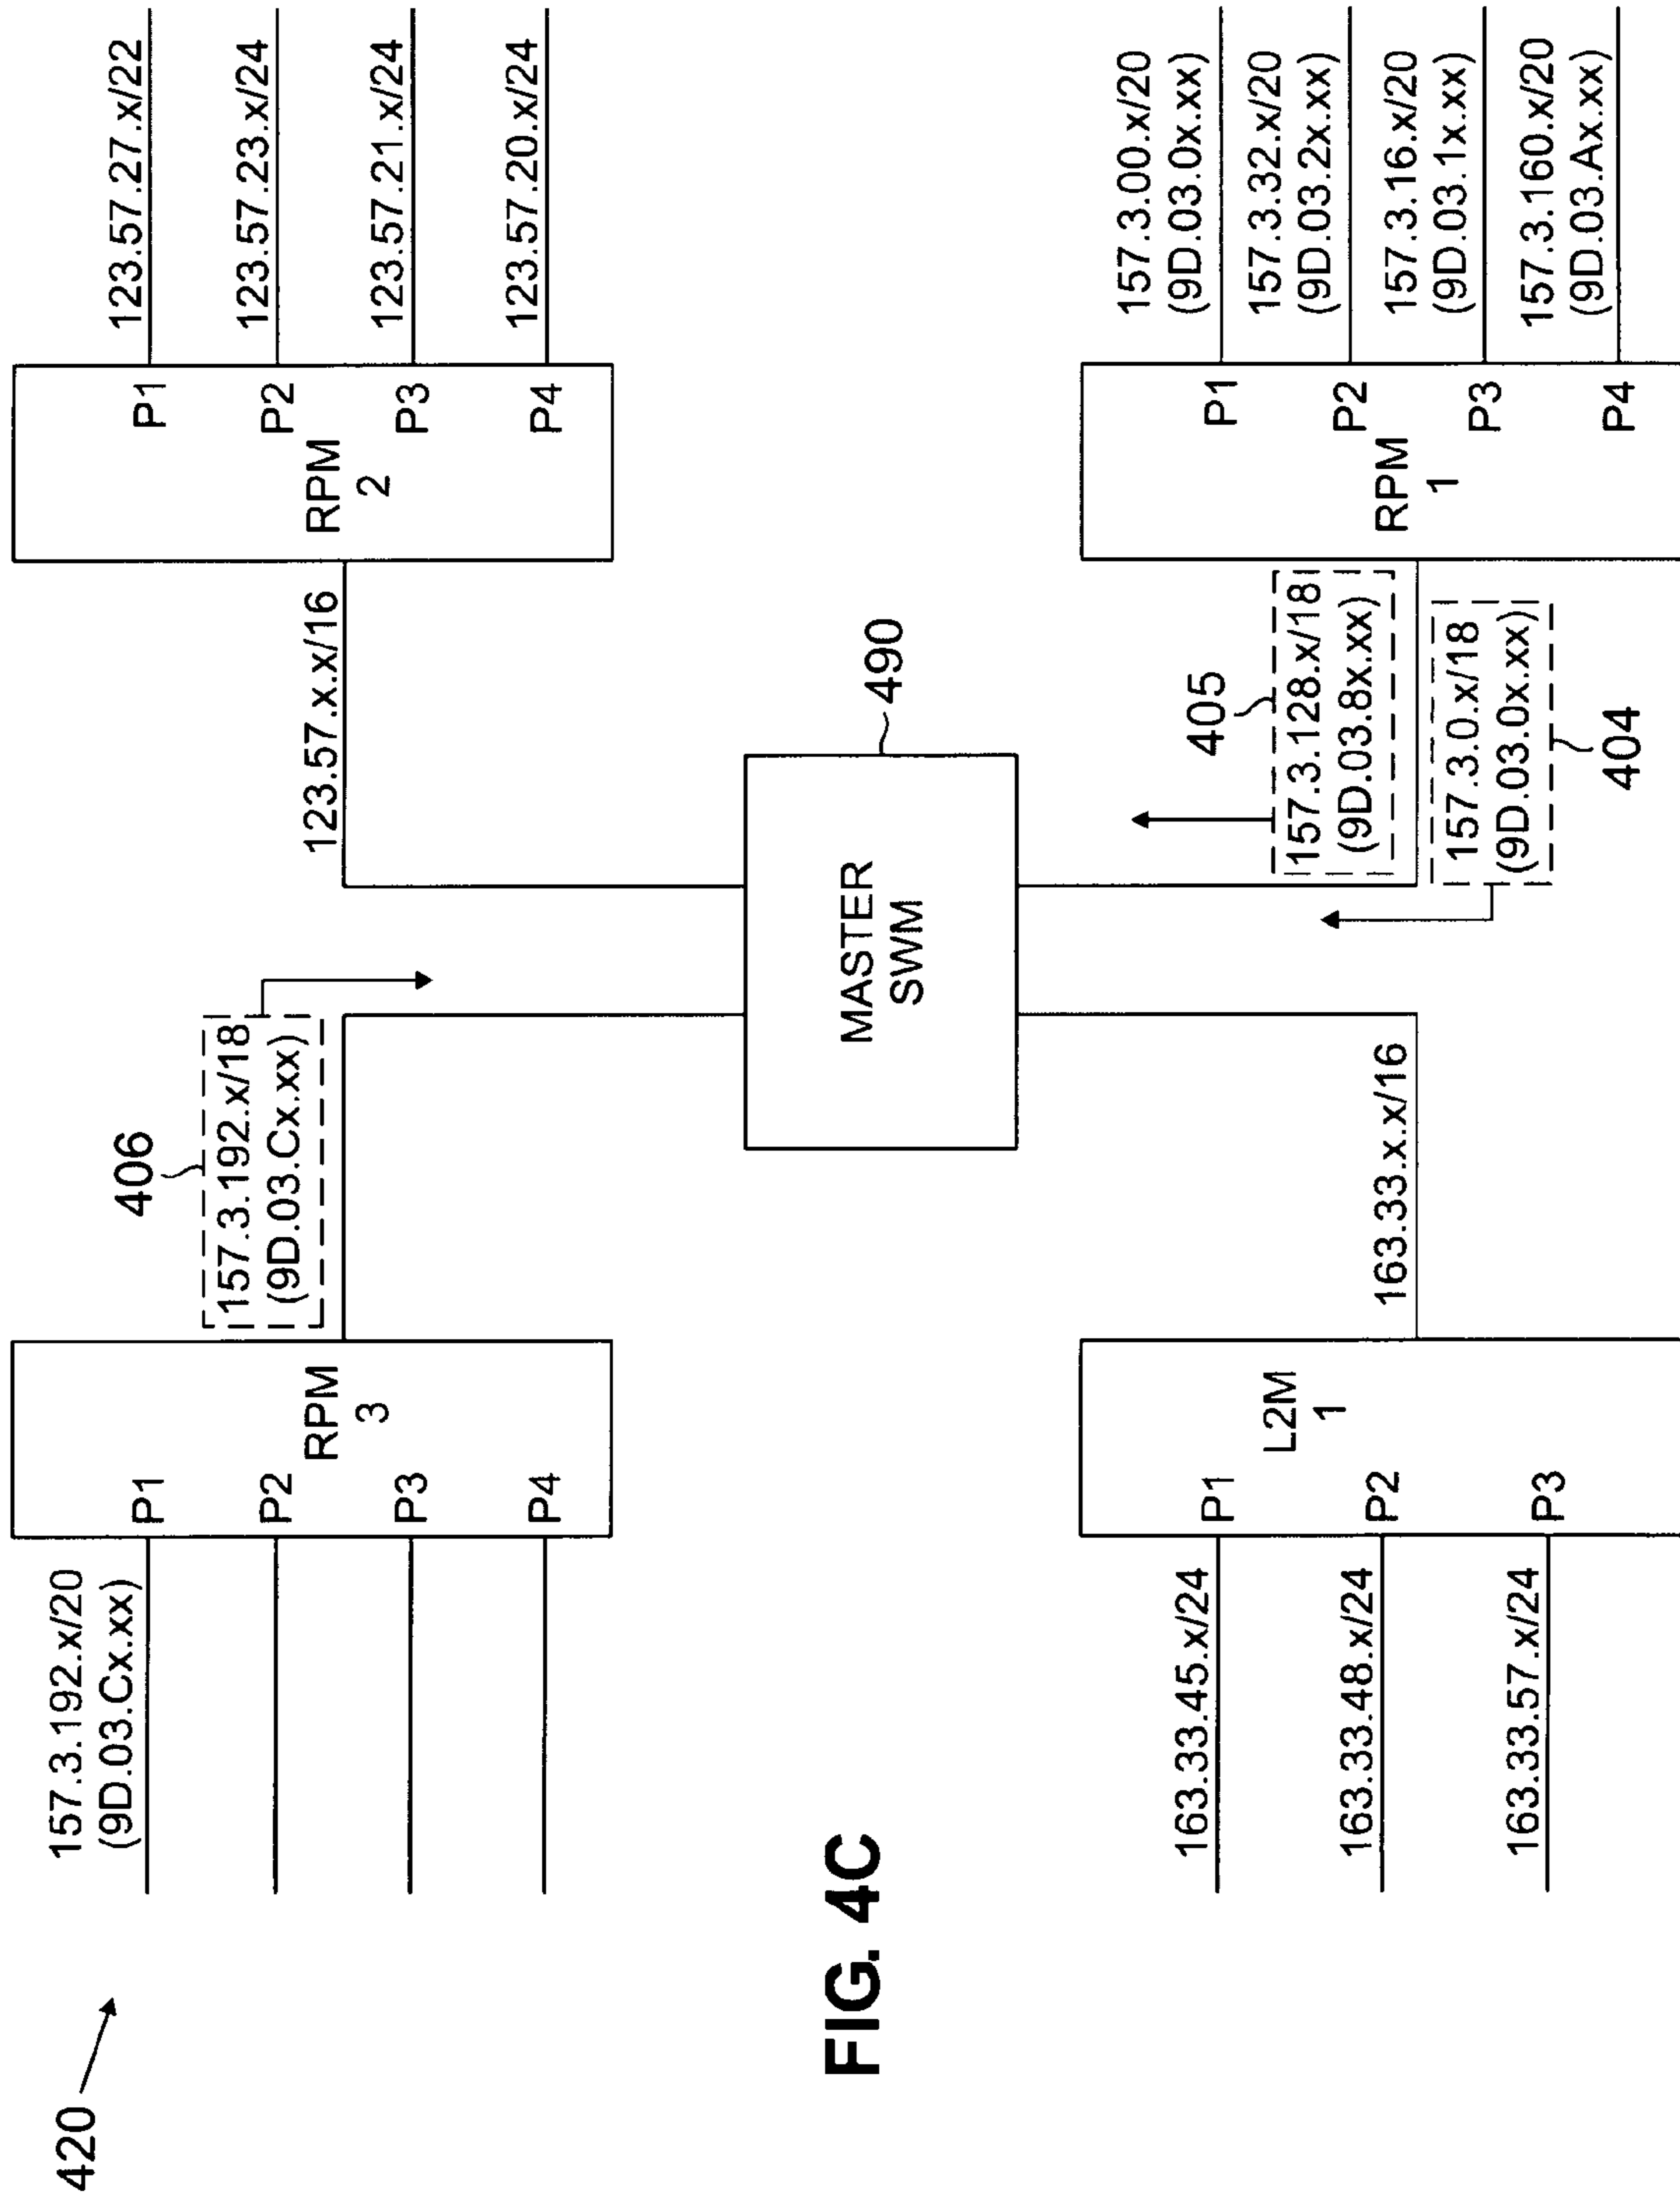 420
157.3.192.x/20
(9D.03.Cx.xx)
P1
P2
P3
P4
RPM
3
406
157.3.192.x/18
(9D.03.Cx.xx)
123.57.x.x/16
RPM
2
P1
P2
P3
P4
123.57.27.x/22
123.57.23.x/24
123.57.21.x/24
123.57.20.x/24
MASTER
SWM
490
163.33.45.x/24
163.33.48.x/24
163.33.57.x/24
P1
P2
P3
L2M
1
163.33.x.x/16
405
157.3.128.x/18
(9D.03.8x.xx)
157.3.0.x/18
(9D.03.0x.xx)
404
RPM
1
P1
P2
P3
P4
157.3.00.x/20
(9D.03.0x.xx)
157.3.32.x/20
(9D.03.2x.xx)
157.3.16.x/20
(9D.03.1x.xx)
157.3.160.x/20
(9D.03.Ax.xx)
FIG. 4C